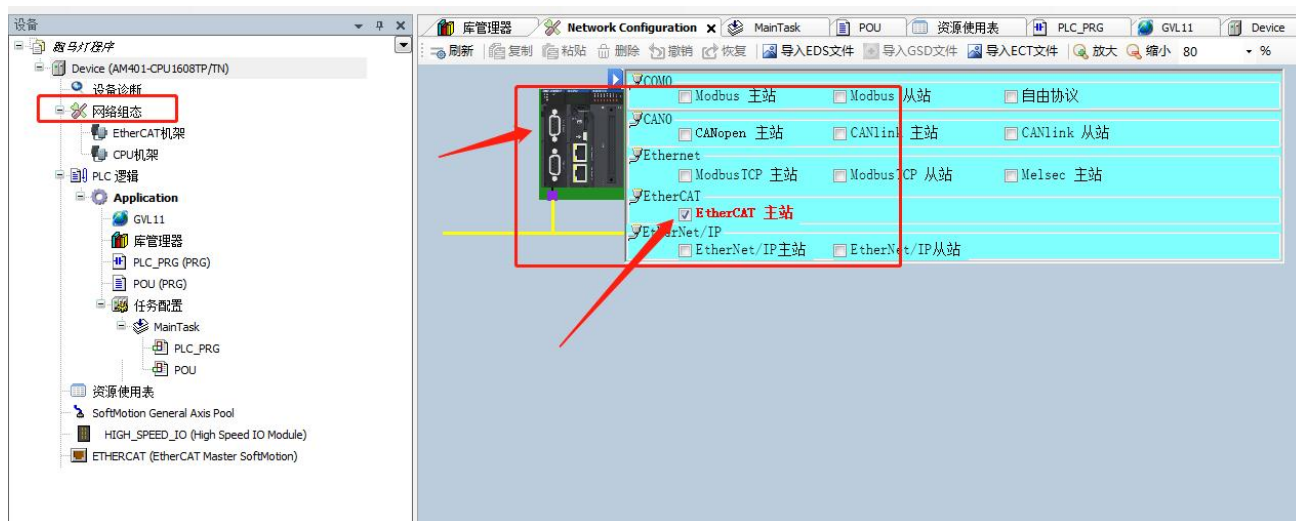 设备
跑马灯程序
Device (AM401-CPU1608TP/TN)
设备诊断
网络组态
EtherCAT机架
CPU机架
PLC 逻辑
Application
GVL11
库管理器
PLC_PRG (PRG)
POU (PRG)
任务配置
MainTask
PLC_PRG
POU
资源使用表
SoftMotion General Axis Pool
HIGH_SPEED_IO (High Speed IO Module)
ETHERCAT (EtherCAT Master SoftMotion)
库管理器 Network Configuration MainTask POU 资源使用表 PLC_PRG GVL11 Device
刷新 复制 粘贴 删除 撤销 恢复 导入EDS文件 导入GSD文件 导入ECT文件 放大 缩小 80 %
COM0
Modbus 主站 Modbus 从站 自由协议
CAN0
CANopen 主站 CANlink 主站 CANlink 从站
Ethernet
ModbusTCP 主站 ModbusTCP 从站 Melsec 主站
EtherCAT
EtherCAT 主站
EtherNet/IP
EtherNet/IP主站 EtherNet/IP从站